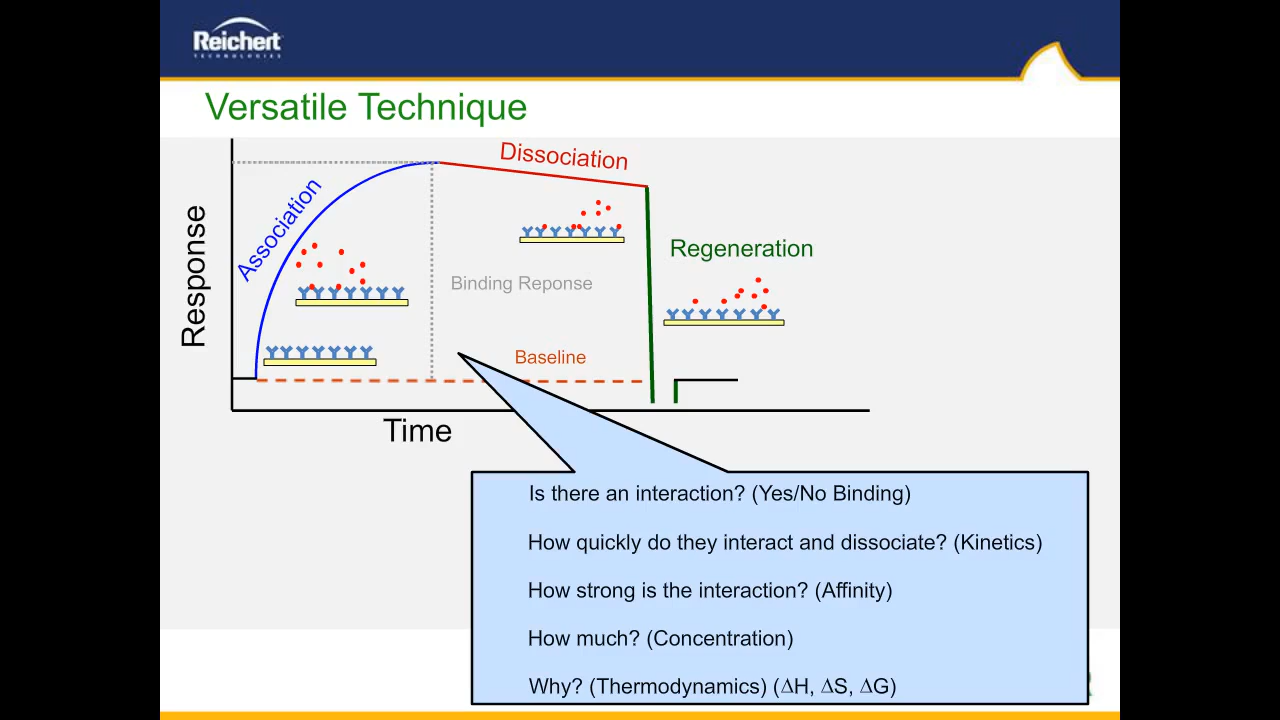 Reichert
TECHNOLOGIES
Versatile Technique
Dissociation
Association
Response
Regeneration
Binding Reponse
Baseline
Time
Is there an interaction? (Yes/No Binding)
How quickly do they interact and dissociate? (Kinetics)
How strong is the interaction? (Affinity)
How much? (Concentration)
Why? (Thermodynamics) (ΔH, ΔS, ΔG)